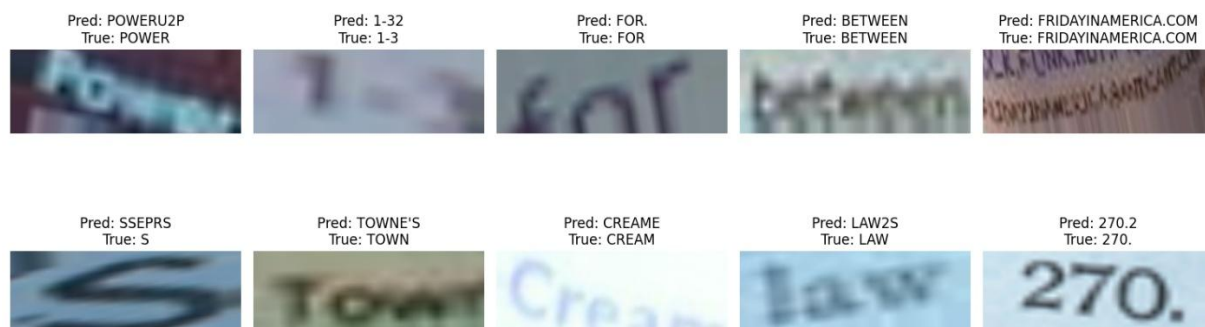 Pred: POWERU2P
True: POWER
Pred: 1-32
True: 1-3
Pred: FOR.
True: FOR
Pred: BETWEEN
True: BETWEEN
Pred: FRIDAYINAMERICA.COM
True: FRIDAYINAMERICA.COM
Power
1-3
for
between
Pred: SSEPRS
True: S
Pred: TOWNE'S
True: TOWN
Pred: CREAME
True: CREAM
Pred: LAW2S
True: LAW
Pred: 270.2
True: 270.
S
Town
Cream
law
270.